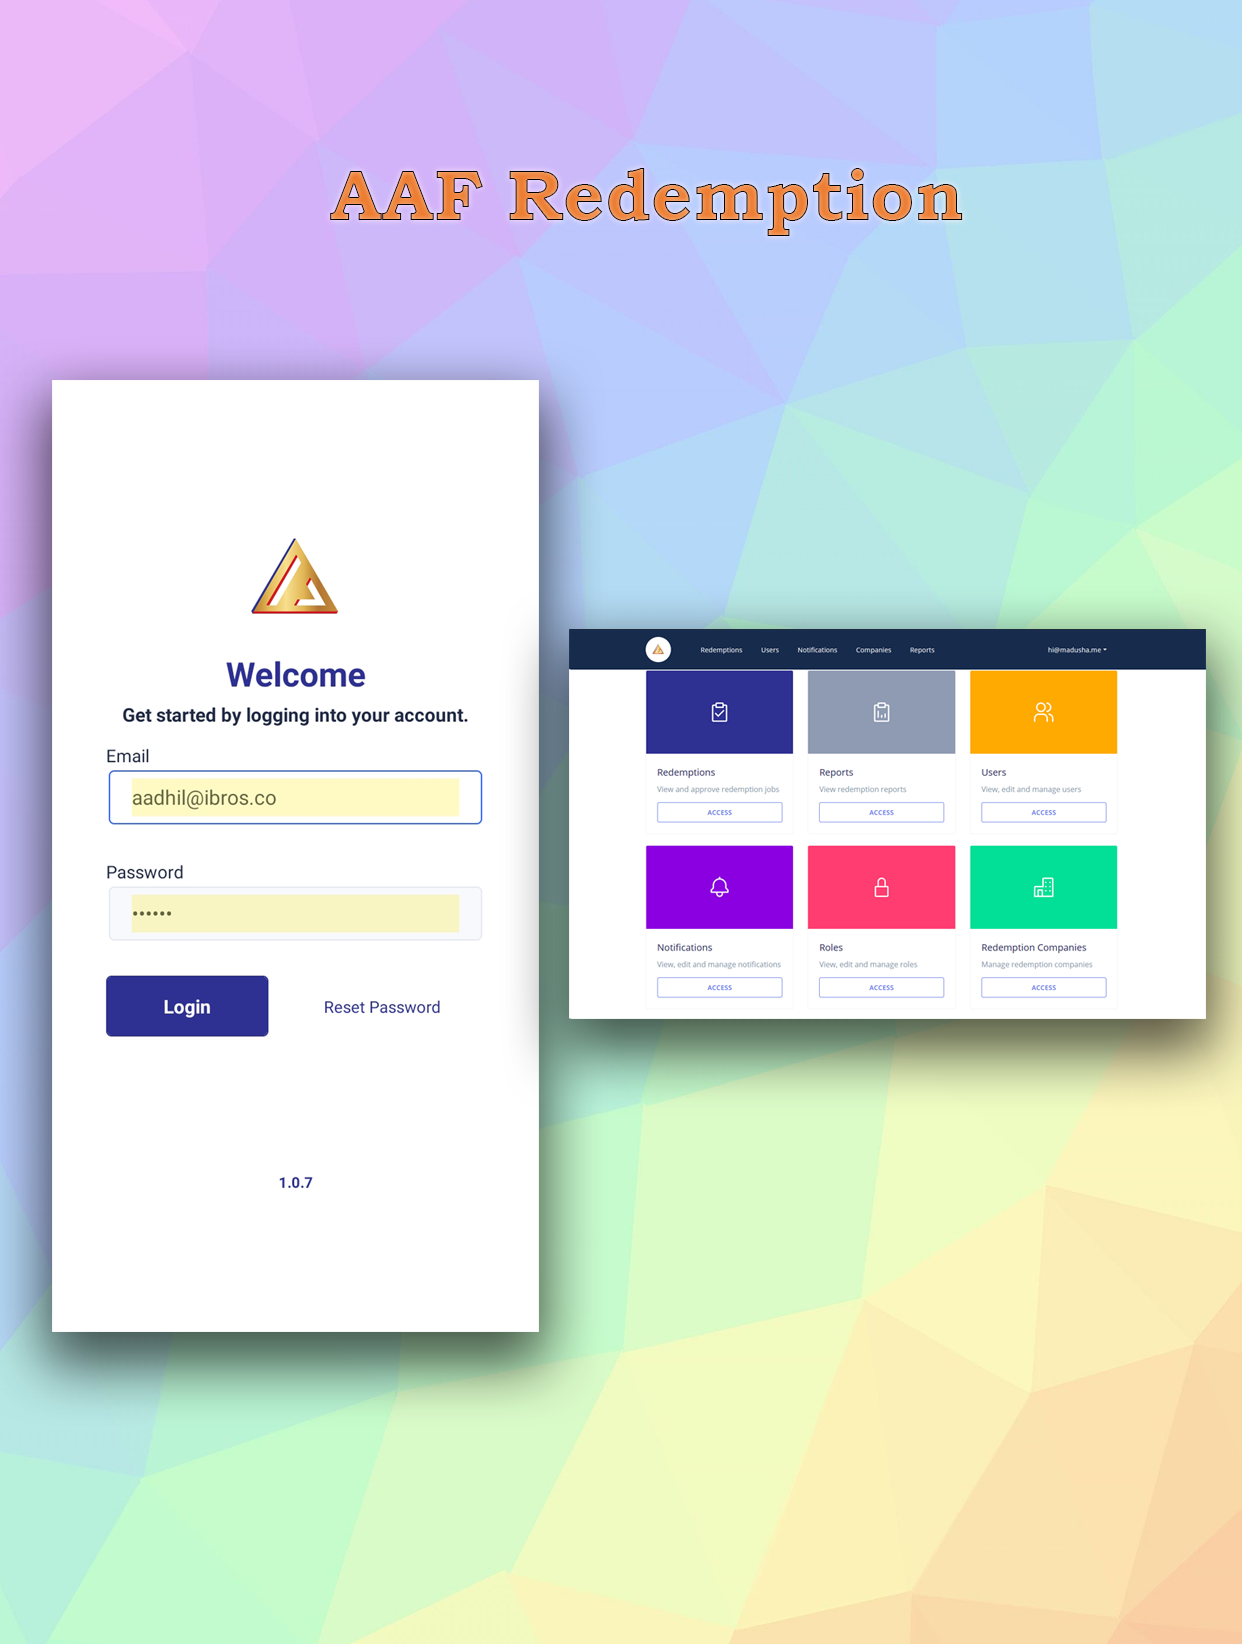 AAF Redemption
Welcome
Get started by logging into your account.
Email
aadhil@ibros.co
Password
••••••
Login Reset Password
1.0.7
Redemptions Users Notifications Companies Reports hi@madusha.me
Redemptions Reports Users
View and approve redemption jobs View redemption reports View, edit and manage users
ACCESS ACCESS ACCESS
Notifications Roles Redemption Companies
View, edit and manage notifications View, edit and manage roles Manage redemption companies
ACCESS ACCESS ACCESS